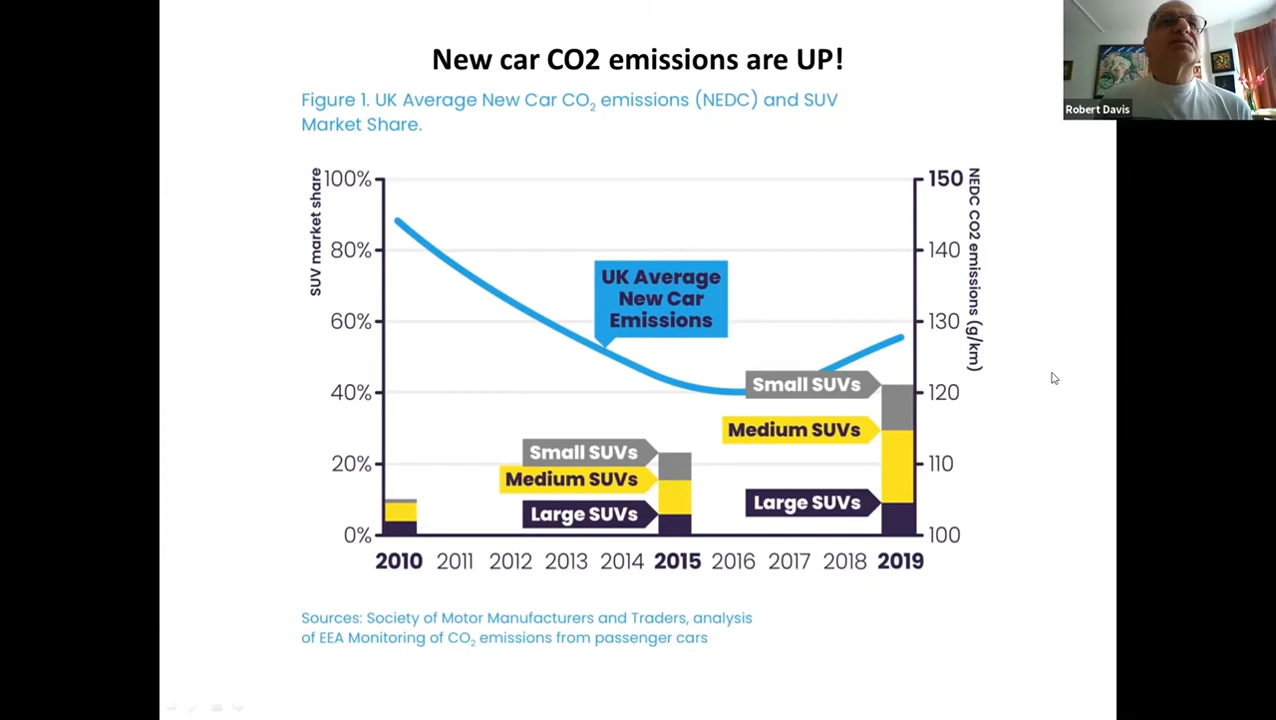 New car CO2 emissions are UP!
Robert Davis
Figure 1. UK Average New Car CO₂ emissions (NEDC) and SUV
Market Share.
SUV market share
100%
80%
60%
40%
20%
0%
150
140
130
120
110
100
NEDC CO2 emissions (g/km)
UK Average
New Car
Emissions
Small SUVs
Medium SUVs
Large SUVs
Small SUVs
Medium SUVs
Large SUVs
2010 2011 2012 2013 2014 2015 2016 2017 2018 2019
Sources: Society of Motor Manufacturers and Traders, analysis
of EEA Monitoring of CO₂ emissions from passenger cars